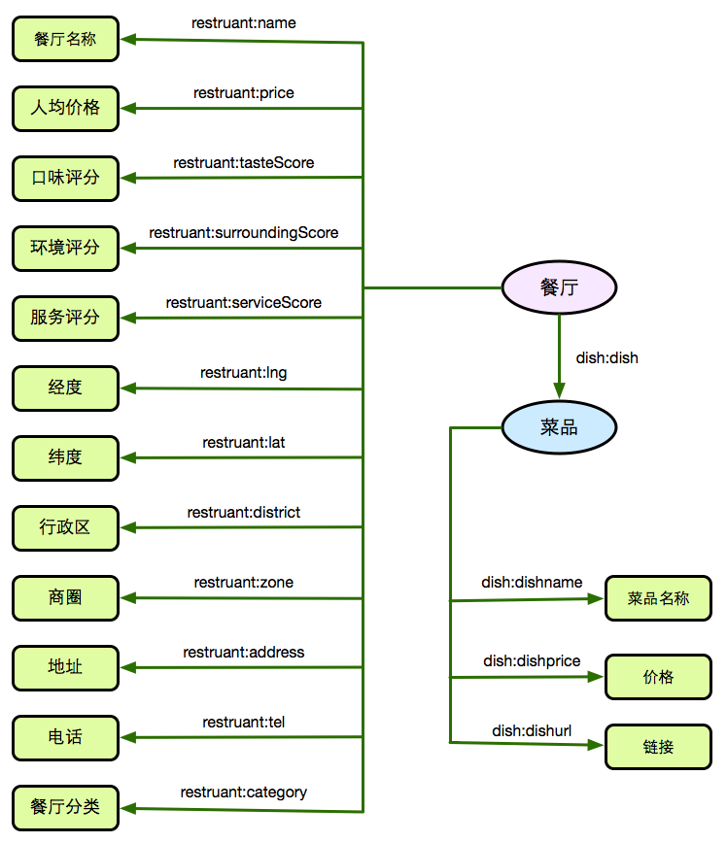 restruant:name
餐厅名称
restruant:price
人均价格
restruant:tasteScore
口味评分
restruant:surroundingScore
环境评分
restruant:serviceScore
服务评分
restruant:lng
经度
restruant:lat
纬度
restruant:district
行政区
restruant:zone
商圈
restruant:address
地址
restruant:tel
电话
restruant:category
餐厅分类
餐厅
dish:dish
菜品
dish:dishname
菜品名称
dish:dishprice
价格
dish:dishurl
链接